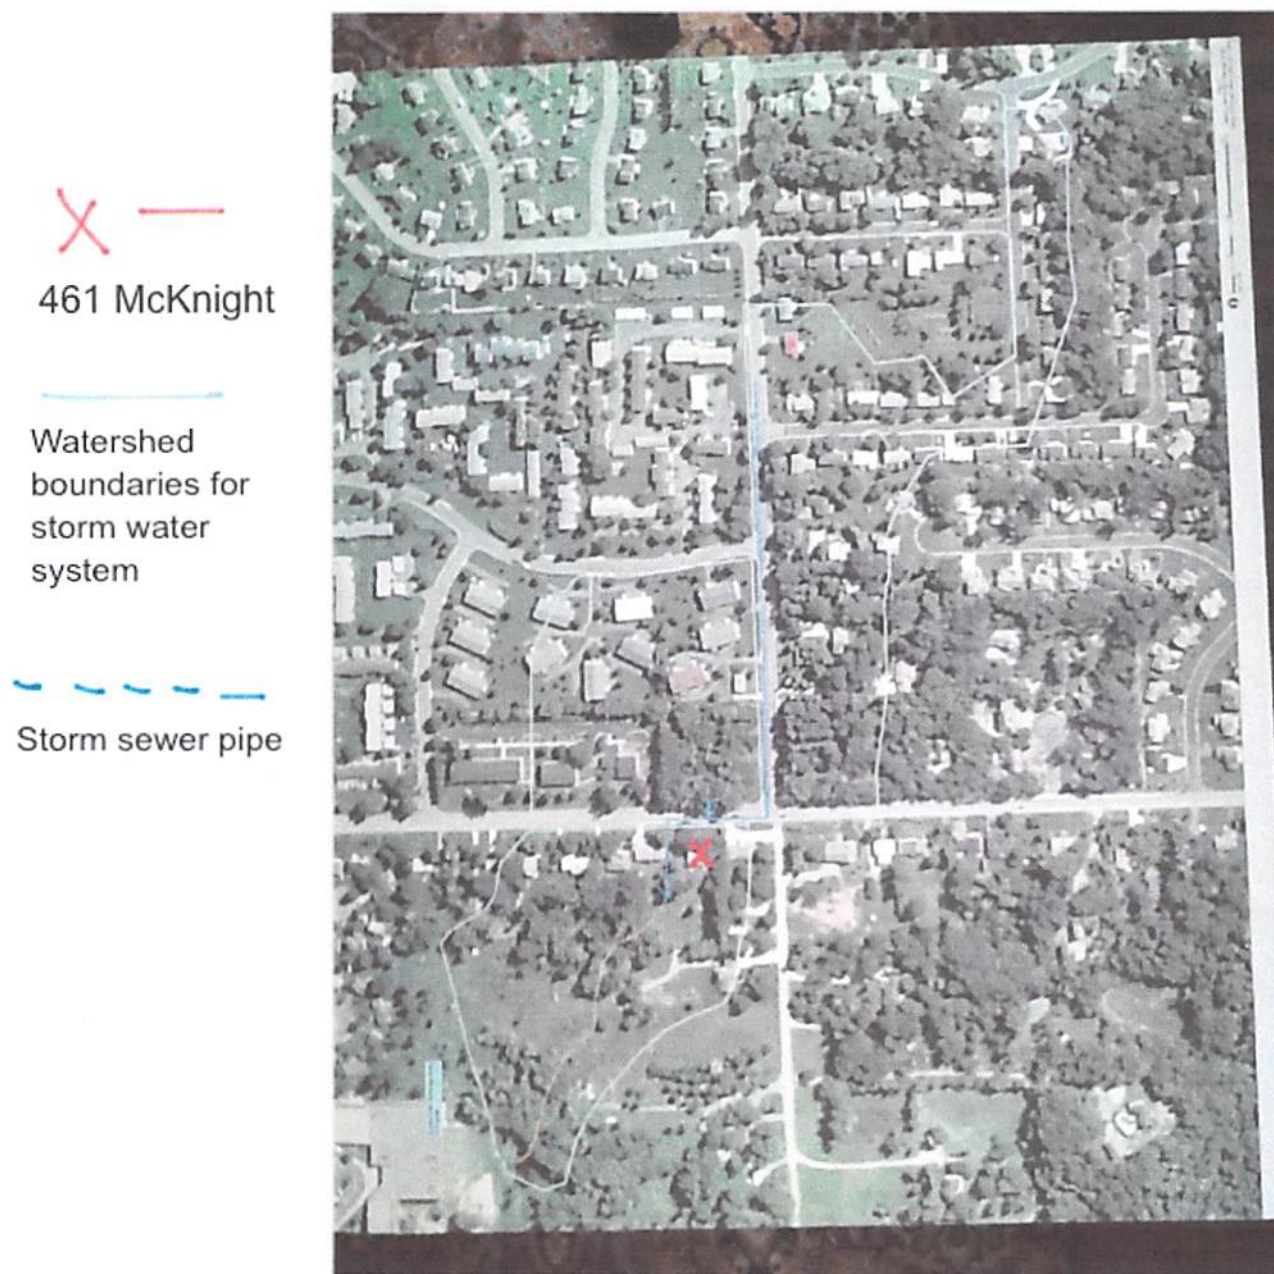 461 McKnight
Watershed
boundaries for
storm water
system
Storm sewer pipe